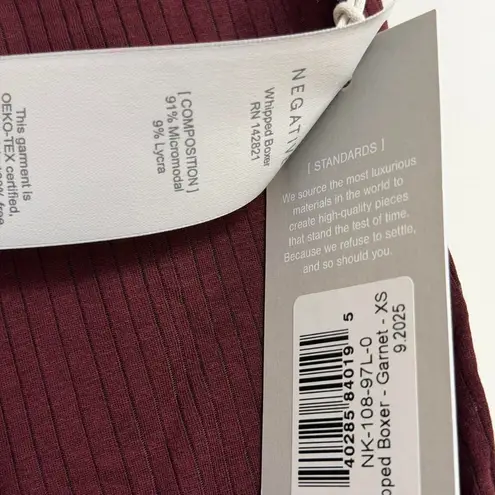 NEGATIV
Whipped Boxer
RN 142821
[ COMPOSITION ]
91% Micromodal
9% Lycra
This garment is
OEKO-TEX certified,
[ STANDARDS ]
We source the most luxurious
materials in the world to
create high-quality pieces
that stand the test of time.
Because we refuse to settle,
and so should you.
40285 84019 5
NK-108-97L-0
pped Boxer - Garnet - XS
9.2025